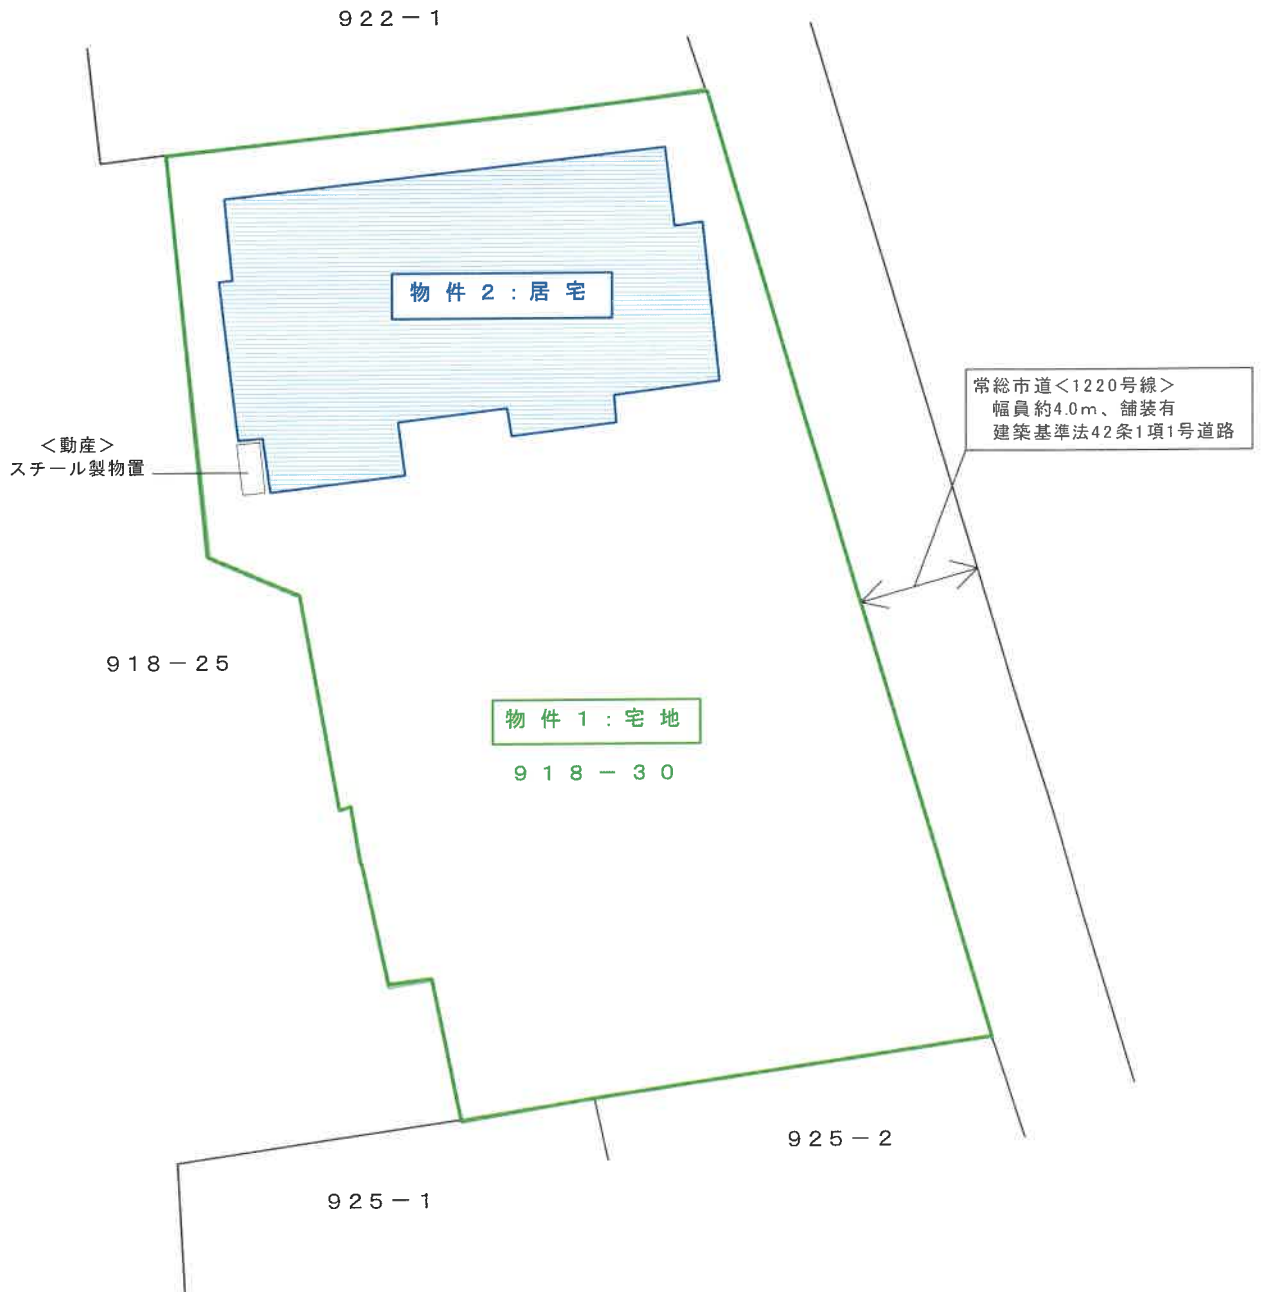 922-1
物件2:居宅
常総市道<1220号線>
幅員約4.0m、舗装有
建築基準法42条1項1号道路
<動産>
スチール製物置
918-25
物件1:宅地
918-30
925-2
925-1